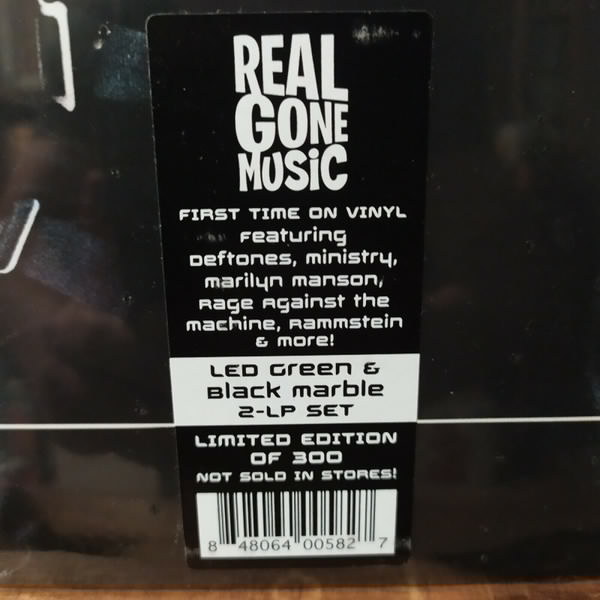 REAL
GONE
MUSiC
FIRST TIME ON VINYL
Featuring
Deftones, ministry,
marilyn manson,
Rage Against the
machine, Rammstein
& more!
LED Green &
Black marble
2-LP SET
LIMITED EDITION
OF 300
NOT SOLD IN STORES!
8 48064 00582 7